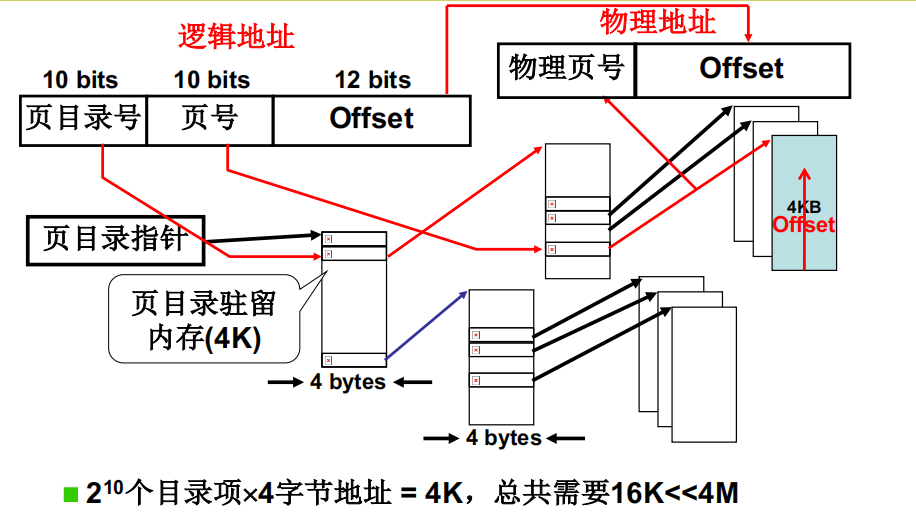 逻辑地址
物理地址
10 bits 10 bits 12 bits
页目录号 页号 Offset
物理页号 Offset
页目录指针
4KB
Offset
页目录驻留
内存(4K)
4 bytes
4 bytes
2¹⁰个目录项×4字节地址 = 4K，总共需要16K<<4M